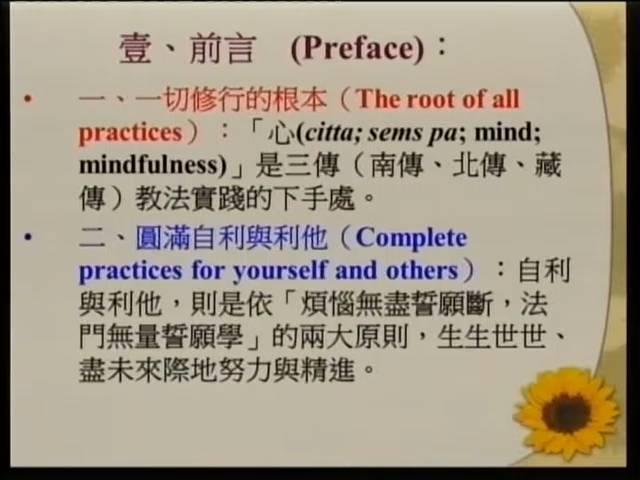 壹、前言 (Preface)：
• 一、一切修行的根本（The root of all
practices）：「心(citta; sems pa; mind;
mindfulness)」是三傳（南傳、北傳、藏
傳）教法實踐的下手處。
• 二、圓滿自利與利他（Complete
practices for yourself and others）：自利
與利他，則是依「煩惱無盡誓願斷，法
門無量誓願學」的兩大原則，生生世世、
盡未來際地努力與精進。